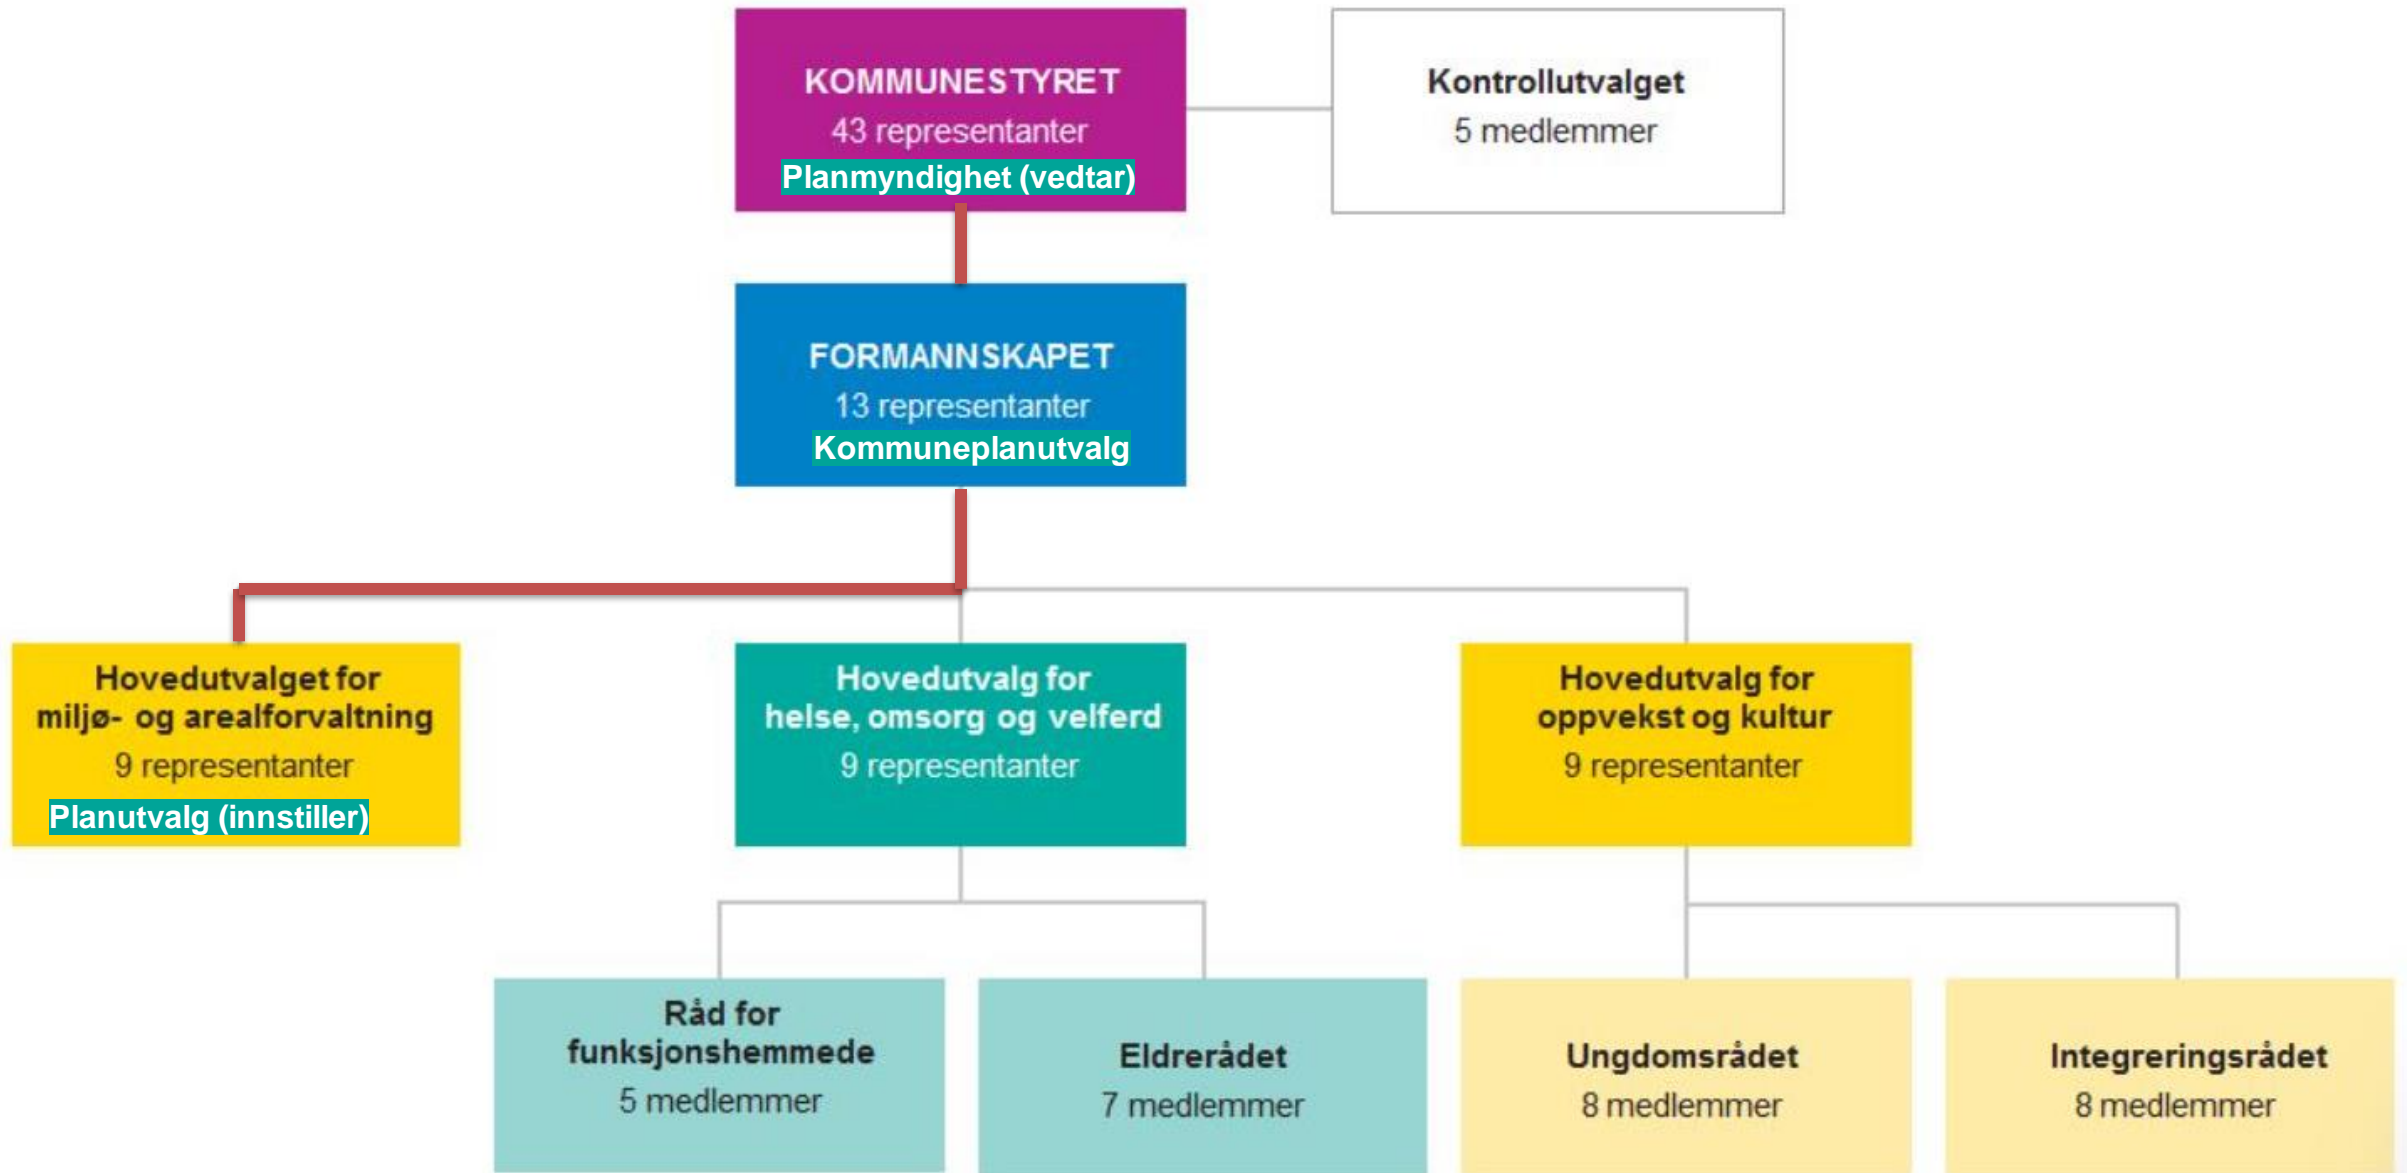 KOMMUNESTYRET
43 representanter
Planmyndighet (vedtar)
Kontrollutvalget
5 medlemmer
FORMANNSKAPET
13 representanter
Kommuneplanutvalg
Hovedutvalget for
miljø- og arealforvaltning
9 representanter
Planutvalg (innstiller)
Hovedutvalg for
helse, omsorg og velferd
9 representanter
Hovedutvalg for
oppvekst og kultur
9 representanter
Råd for
funksjonshemmede
5 medlemmer
Eldrerådet
7 medlemmer
Ungdomsrådet
8 medlemmer
Integreringsrådet
8 medlemmer